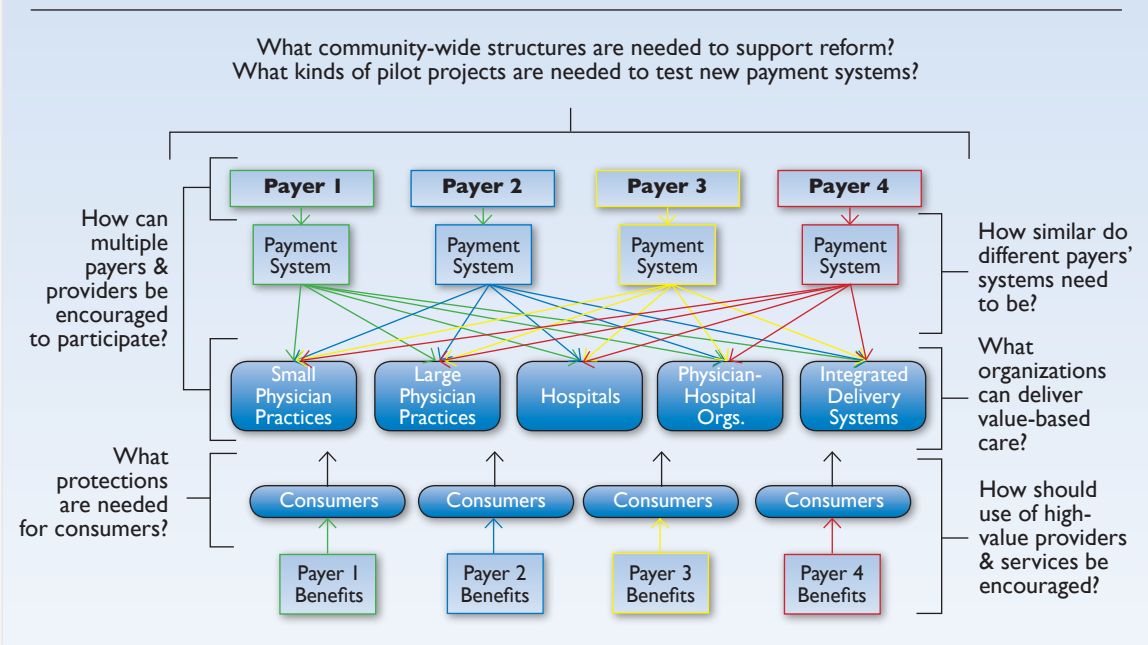 What community-wide structures are needed to support reform?
What kinds of pilot projects are needed to test new payment systems?
Payer 1
Payer 2
Payer 3
Payer 4
How can
multiple
payers &
providers be
encouraged
to participate?
Payment
System
Payment
System
Payment
System
Payment
System
How similar do
different payers’
systems need
to be?
Small
Physician
Practices
Large
Physician
Practices
Hospitals
Physician-
Hospital
Orgs.
Integrated
Delivery
Systems
What
organizations
can deliver
value-based
care?
What
protections
are needed
for consumers?
Consumers
Consumers
Consumers
Consumers
How should
use of high-
value providers
& services be
encouraged?
Payer 1
Benefits
Payer 2
Benefits
Payer 3
Benefits
Payer 4
Benefits